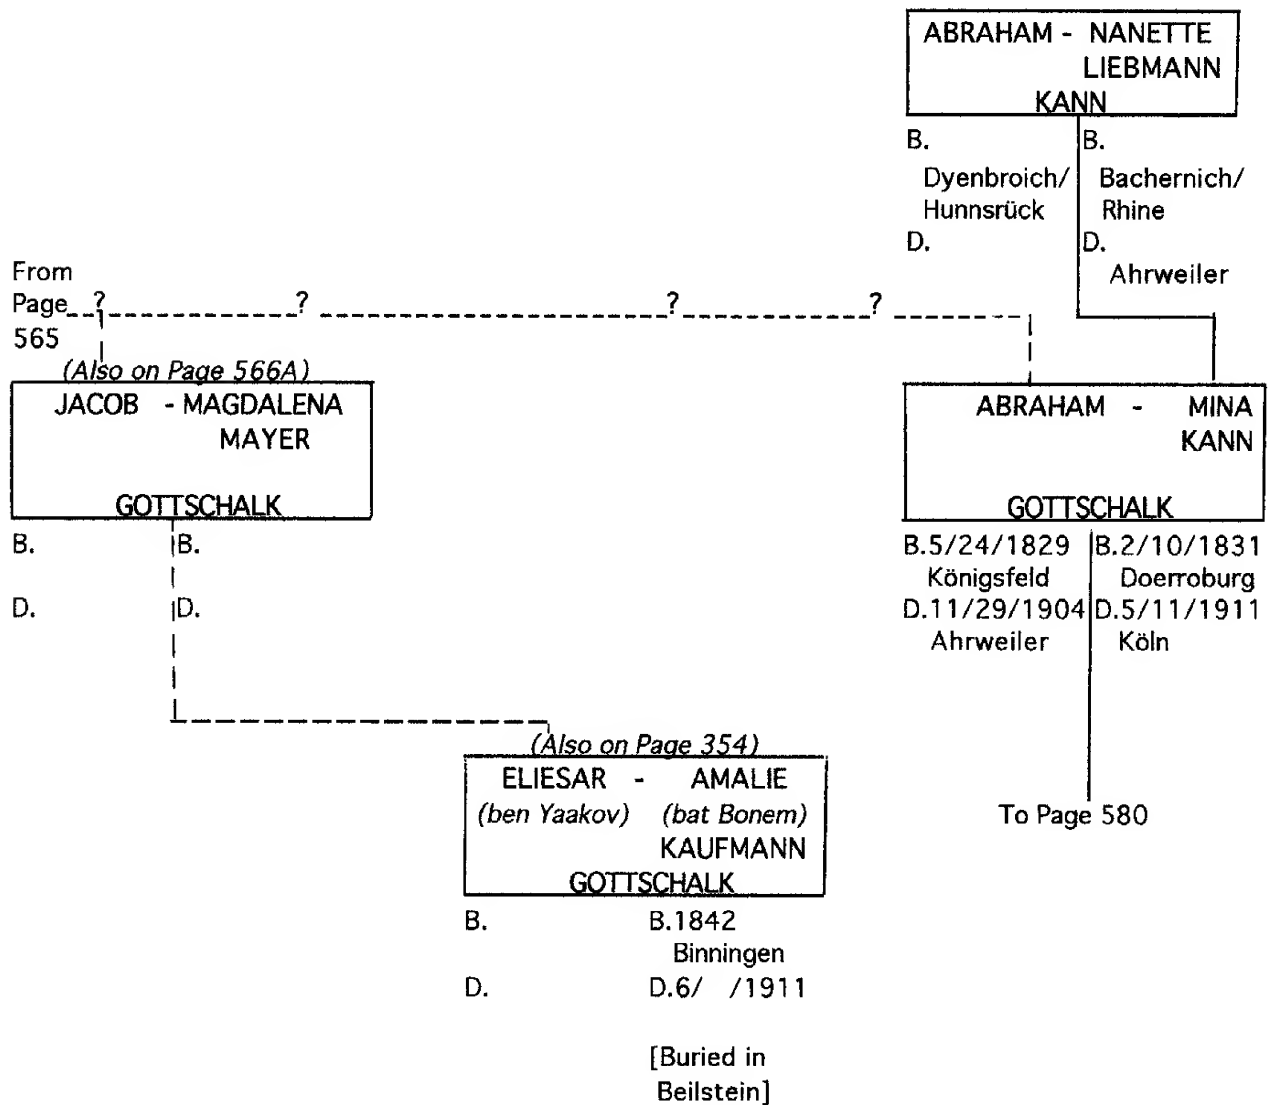 ABRAHAM - NANETTE
LIEBMANN
KANN
B. B.
Dyenbroich/ Bachernich/
Hunnsrück Rhine
D. D.
Ahrweiler
From
Page ? ? ? ?
565
(Also on Page 566A)
JACOB - MAGDALENA
MAYER
GOTTSCHALK
B. B.
D. D.
ABRAHAM - MINA
KANN
GOTTSCHALK
B.5/24/1829 B.2/10/1831
Königsfeld Doerroburg
D.11/29/1904 D.5/11/1911
Ahrweiler Köln
(Also on Page 354)
ELIESAR - AMALIE
(ben Yaakov) (bat Bonem)
KAUFMANN
GOTTSCHALK
B. B.1842
Binningen
D. D.6/ /1911
[Buried in
Beilstein]
To Page 580